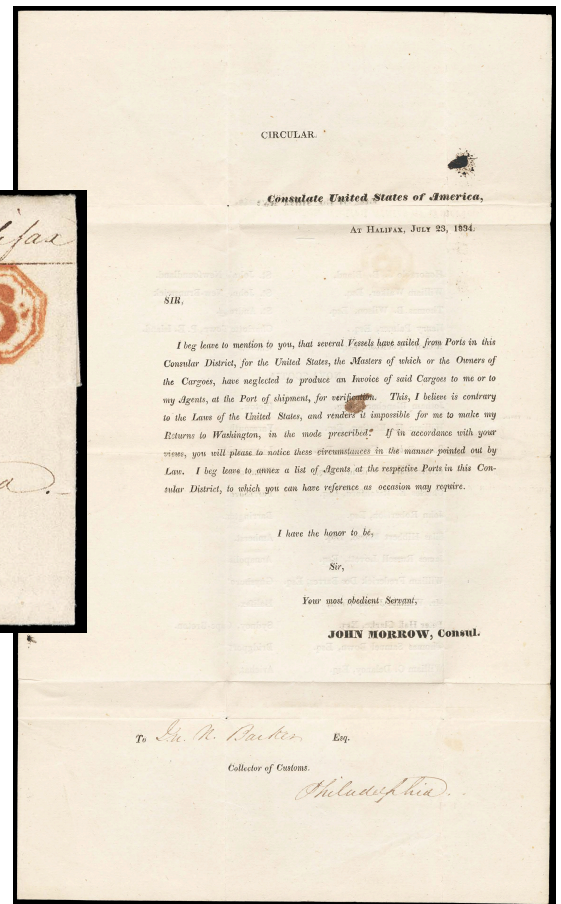 CIRCULAR.
Consulate United States of America,
AT HALIFAX, JULY 23, 1834.
SIR,
I beg leave to mention to you, that several Vessels have sailed from Ports in this
Consular District, for the United States, the Masters of which or the Owners of
the Cargoes, have neglected to produce an Invoice of said Cargoes to me or to
my Agents, at the Port of shipment, for verification. This, I believe is contrary
to the Laws of the United States, and renders it impossible for me to make my
Returns to Washington, in the mode prescribed. If in accordance with your
views, you will please to notice these circumstances in the manner pointed out by
Law. I beg leave to annex a list of Agents at the respective Ports in this Con-
sular District, to which you can have reference as occasion may require.
I have the honor to be,
Sir,
Your most obedient Servant,
JOHN MORROW, Consul.
To Jn. N. Barker Esq.
Collector of Customs.
Philadelphia.
ifax
a.